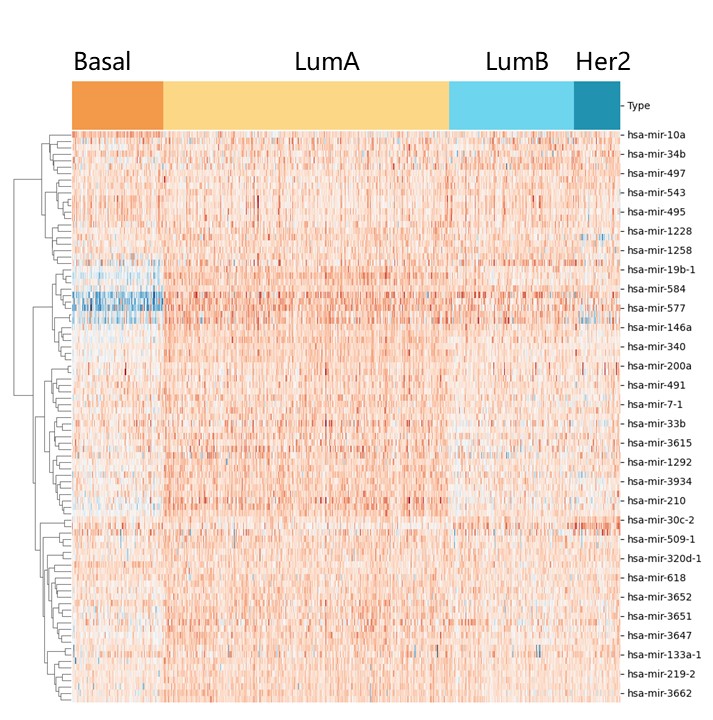 Basal LumA LumB Her2
Type
hsa-mir-10a
hsa-mir-34b
hsa-mir-497
hsa-mir-543
hsa-mir-495
hsa-mir-1228
hsa-mir-1258
hsa-mir-19b-1
hsa-mir-584
hsa-mir-577
hsa-mir-146a
hsa-mir-340
hsa-mir-200a
hsa-mir-491
hsa-mir-7-1
hsa-mir-33b
hsa-mir-3615
hsa-mir-1292
hsa-mir-3934
hsa-mir-210
hsa-mir-30c-2
hsa-mir-509-1
hsa-mir-320d-1
hsa-mir-618
hsa-mir-3652
hsa-mir-3651
hsa-mir-3647
hsa-mir-133a-1
hsa-mir-219-2
hsa-mir-3662